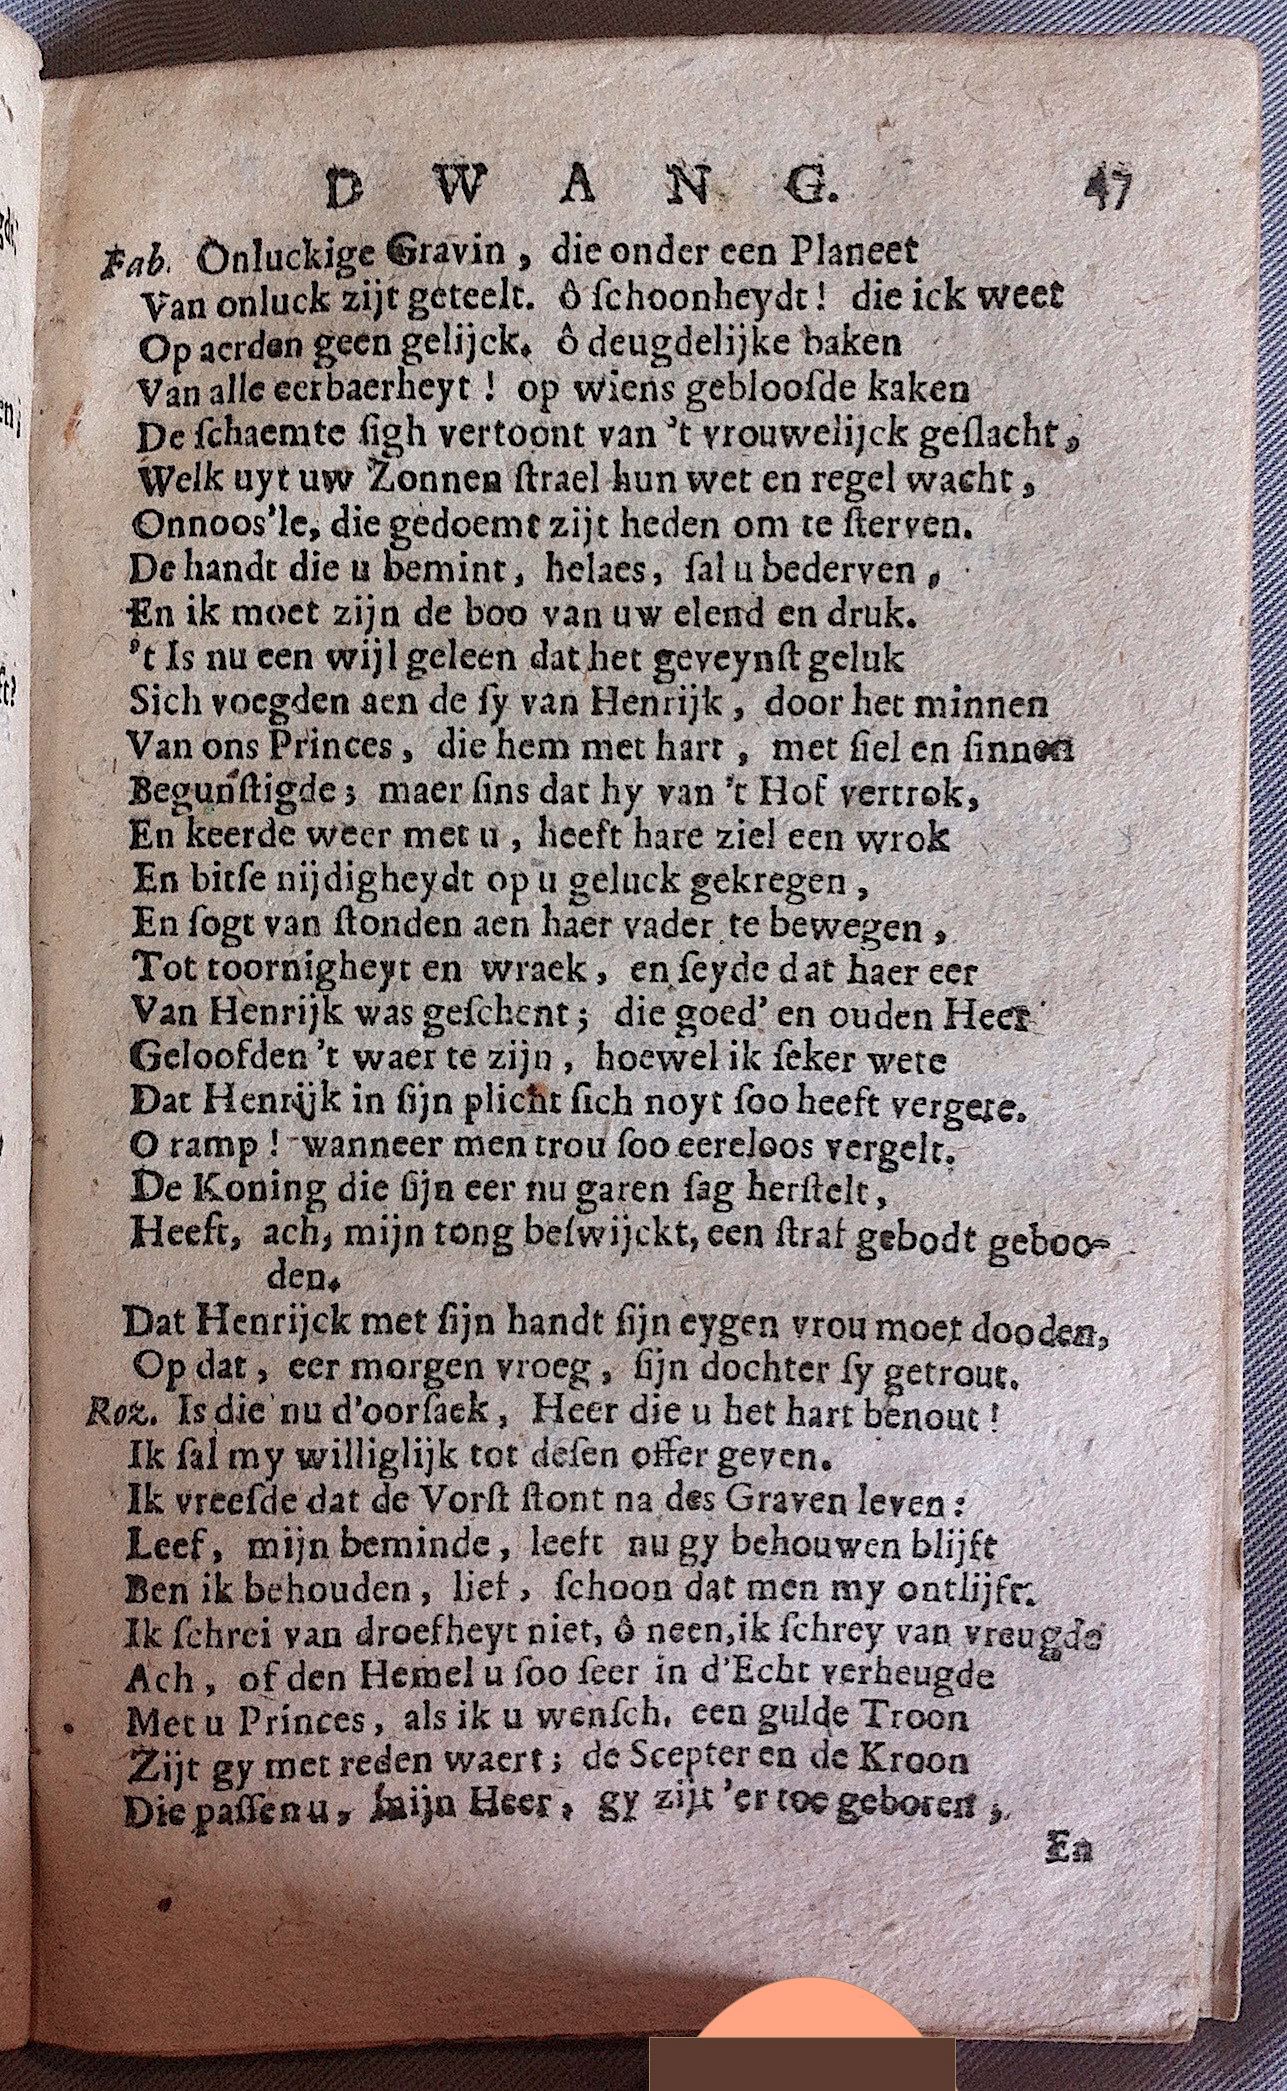 D W A N G. 47
Fab. Onluckige Gravin, die onder een Planeet
Van onluck zijt geteelt. ô ſchoonheydt! die ick weet
Op aerden geen gelijck. ô deugdelijke baken
Van alle eerbaerheyt! op wiens geblooſde kaken
De ſchaemte ſigh vertoont van 't vrouwelijck geſlacht,
Welk uyt uw Zonnen ſtrael hun wet en regel wacht,
Onnoos'le, die gedoemt zijt heden om te ſterven.
De handt die u bemint, helaes, ſal u bederven,
En ik moet zijn de boo van uw elend en druk.
't Is nu een wijl geleen dat het geveynſt geluk
Sich voegden aen de ſy van Henrijk, door het minnen
Van ons Princes, die hem met hart, met ſiel en ſinnen
Begunſtigde; maer ſins dat hy van 't Hof vertrok,
En keerde weer met u, heeft hare ziel een wrok
En bitſe nijdigheydt op u geluck gekregen,
En ſogt van ſtonden aen haer vader te bewegen,
Tot toornigheyt en wraek, en ſeyde dat haer eer
Van Henrijk was geſchent; die goed' en ouden Heer
Geloofden 't waer te zijn, hoewel ik ſeker wete
Dat Henrijk in ſijn plicht ſich noyt ſoo heeft vergete.
O ramp! wanneer men trou ſoo eereloos vergelt.
De Koning die ſijn eer nu garen ſag herſtelt,
Heeft, ach, mijn tong beſwijckt, een ſtraf gebodt geboo-
den.
Dat Henrijck met ſijn handt ſijn eygen vrou moet dooden,
Op dat, eer morgen vroeg, ſijn dochter ſy getrout.
Roz. Is die nu d'oorſaek, Heer die u het hart benout!
Ik ſal my williglijk tot deſen offer geven.
Ik vreeſde dat de Vorſt ſtont na des Graven leven:
Leef, mijn beminde, leeft nu gy behouwen blijft
Ben ik behouden, lief, ſchoon dat men my ontlijft.
Ik ſchrei van droefheyt niet, ô neen, ik ſchrey van vreugde
Ach, of den Hemel u ſoo ſeer in d'Echt verheugde
Met u Princes, als ik u wenſch, een gulde Troon
Zijt gy met reden waert; de Scepter en de Kroon
Die paſſen u, mijn Heer, gy zijt 'er toe geboren,
En